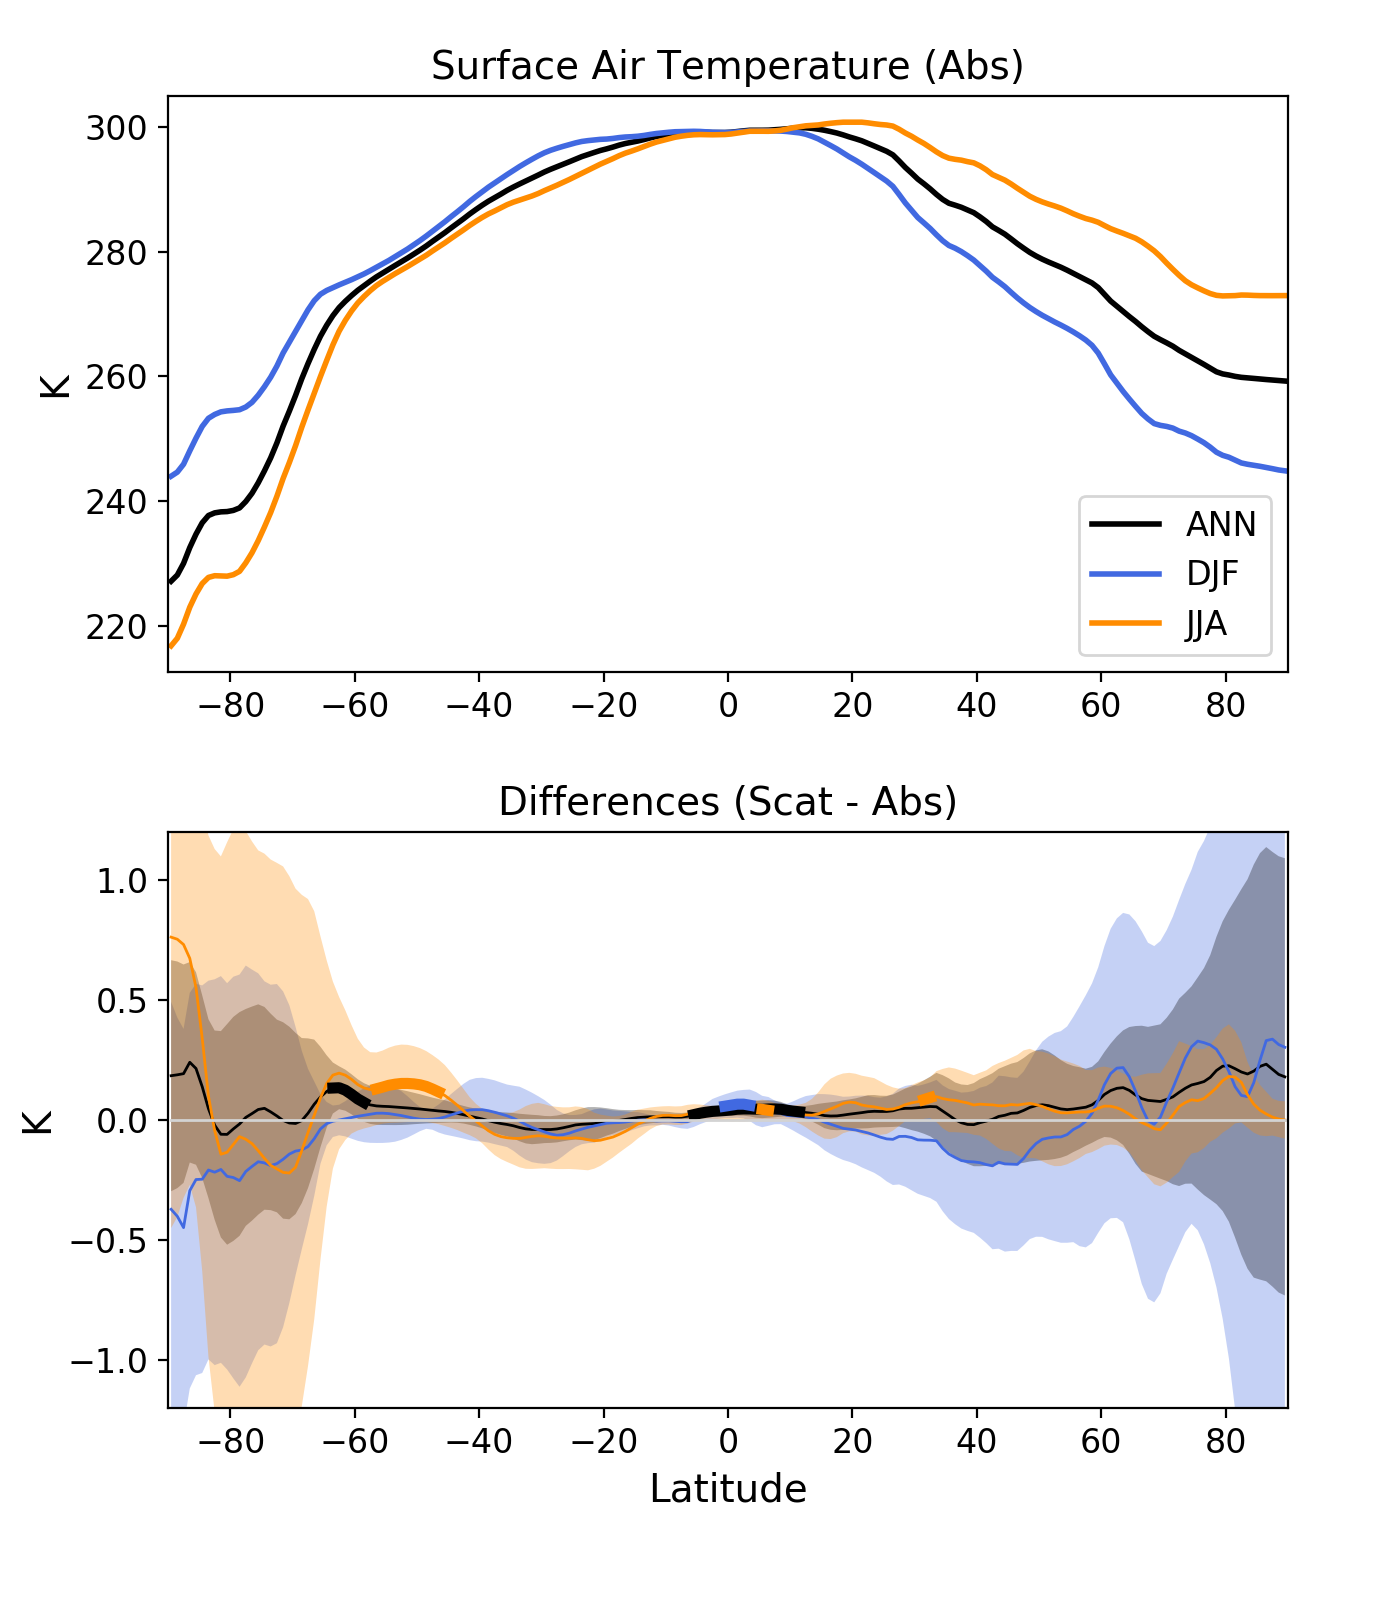 Surface Air Temperature (Abs)
300
280
260
240
220
K
ANN
DJF
JJA
−80 −60 −40 −20 0 20 40 60 80
Differences (Scat - Abs)
1.0
0.5
0.0
−0.5
−1.0
K
−80 −60 −40 −20 0 20 40 60 80
Latitude